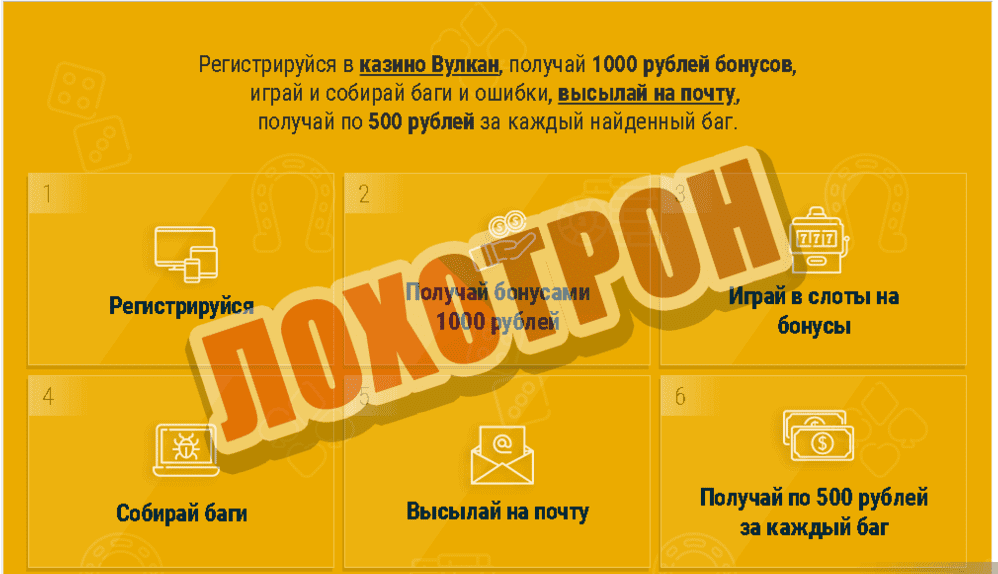 Регистрируйся в казино Вулкан, получай 1000 рублей бонусов,
играй и собирай баги и ошибки, высылай на почту,
получай по 500 рублей за каждый найденный баг.
ЛОХОТРОН
1
Регистрируйся
2
Получай бонусами
1000 рублей
3
777
Играй в слоты на
бонусы
4
Собирай баги
5
@
Высылай на почту
6
Получай по 500 рублей
за каждый баг